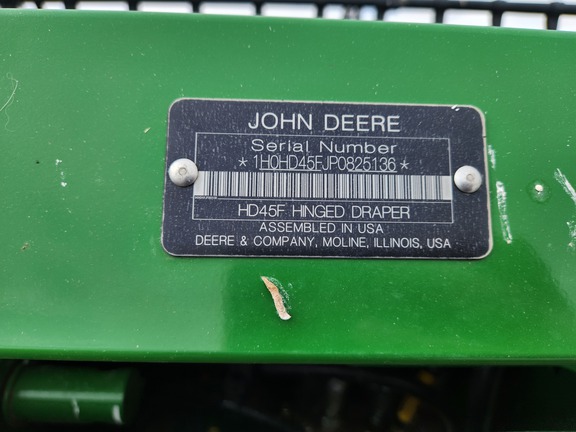 JOHN DEERE
Serial Number
*1H0HD45FJP0825136*
HD45F HINGED DRAPER
ASSEMBLED IN USA
DEERE & COMPANY, MOLINE, ILLINOIS, USA